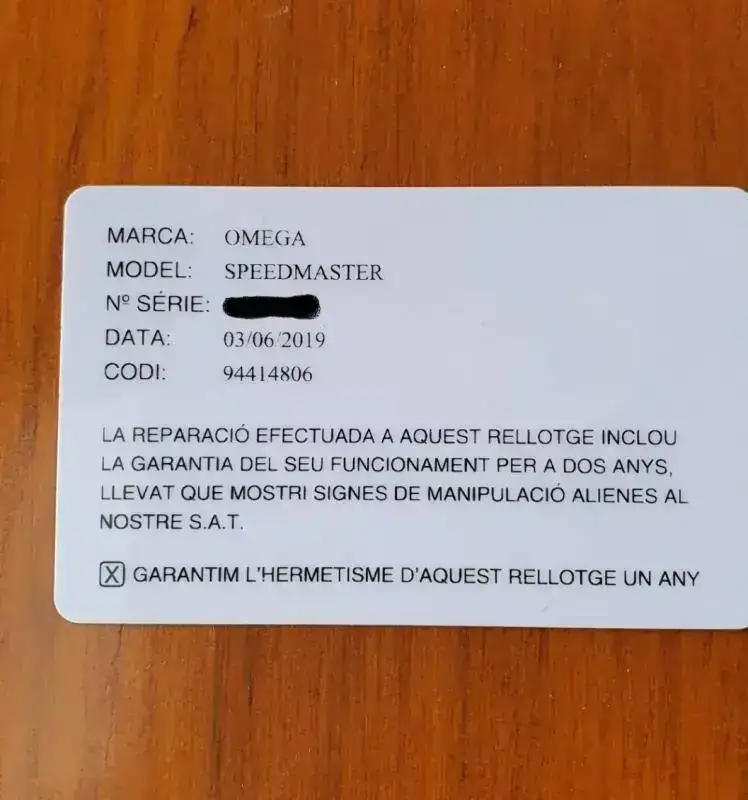 MARCA: OMEGA
MODEL: SPEEDMASTER
Nº SÉRIE:
DATA: 03/06/2019
CODI: 94414806
LA REPARACIÓ EFECTUADA A AQUEST RELLOTGE INCLOU
LA GARANTIA DEL SEU FUNCIONAMENT PER A DOS ANYS,
LLEVAT QUE MOSTRI SIGNES DE MANIPULACIÓ ALIENES AL
NOSTRE S.A.T.
X GARANTIM L'HERMETISME D'AQUEST RELLOTGE UN ANY